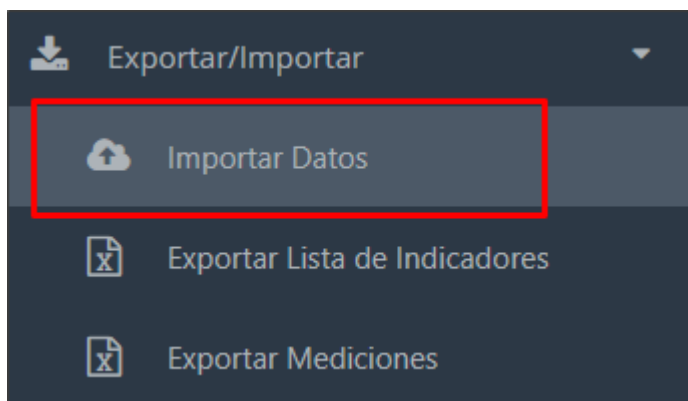 Exportar/Importar
Importar Datos
Exportar Lista de Indicadores
Exportar Mediciones